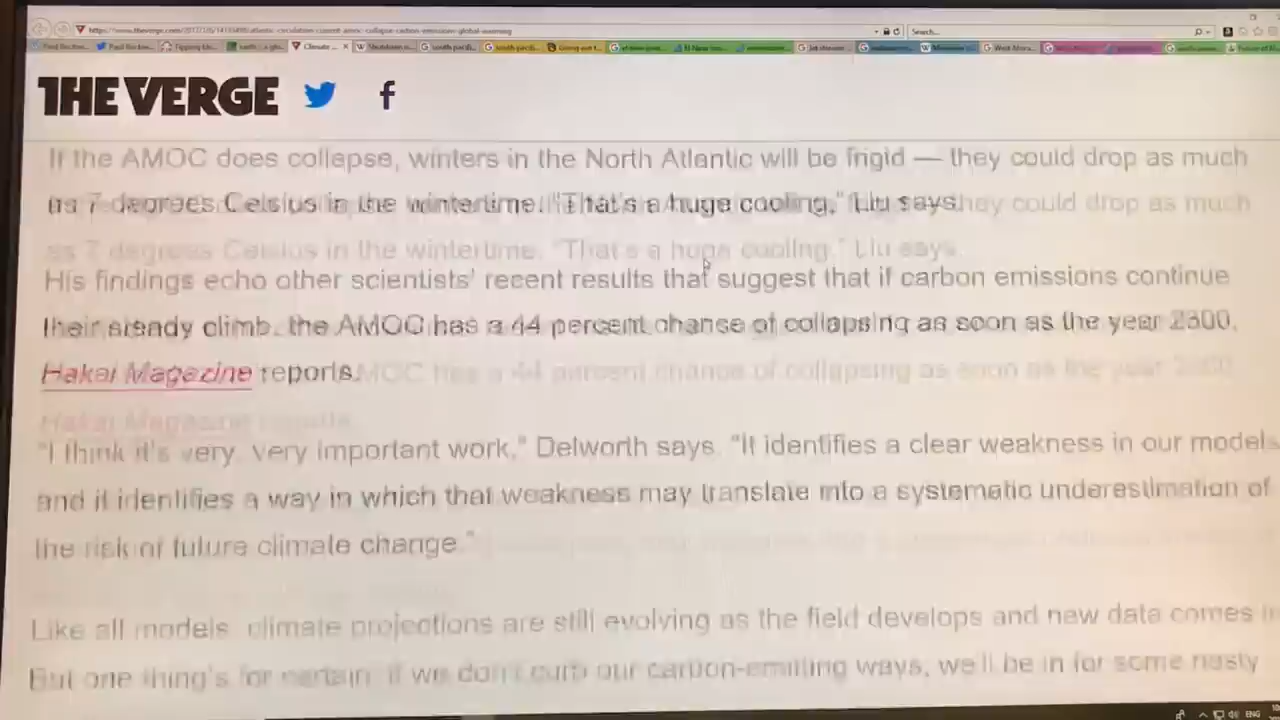 THE VERGE
If the AMOC does collapse, winters in the North Atlantic will be frigid — they could drop as much
as 7 degrees Celsius in the wintertime. "That's a huge cooling," Liu says.
His findings echo other scientists' recent results that suggest that if carbon emissions continue
their steady climb, the AMOC has a 44 percent chance of collapsing as soon as the year 2300,
Hakai Magazine reports.
"I think it's very, very important work," Delworth says. "It identifies a clear weakness in our models
and it identifies a way in which that weakness may translate into a systematic underestimation of
the risk of future climate change."
Like all models, climate projections are still evolving as the field develops and new data comes
But one thing's for certain: if we don't curb our carbon-emitting ways, we'll be in for some nasty
ENG